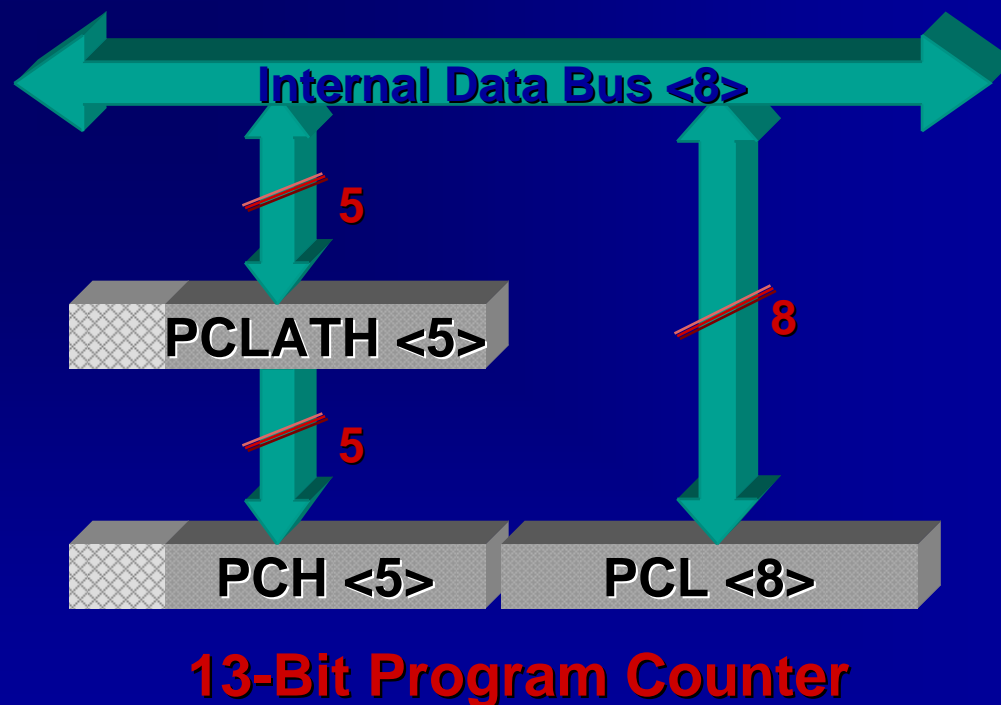 Internal Data Bus <8>
5
8
PCLATH <5>
5
PCH <5>
PCL <8>
13-Bit Program Counter